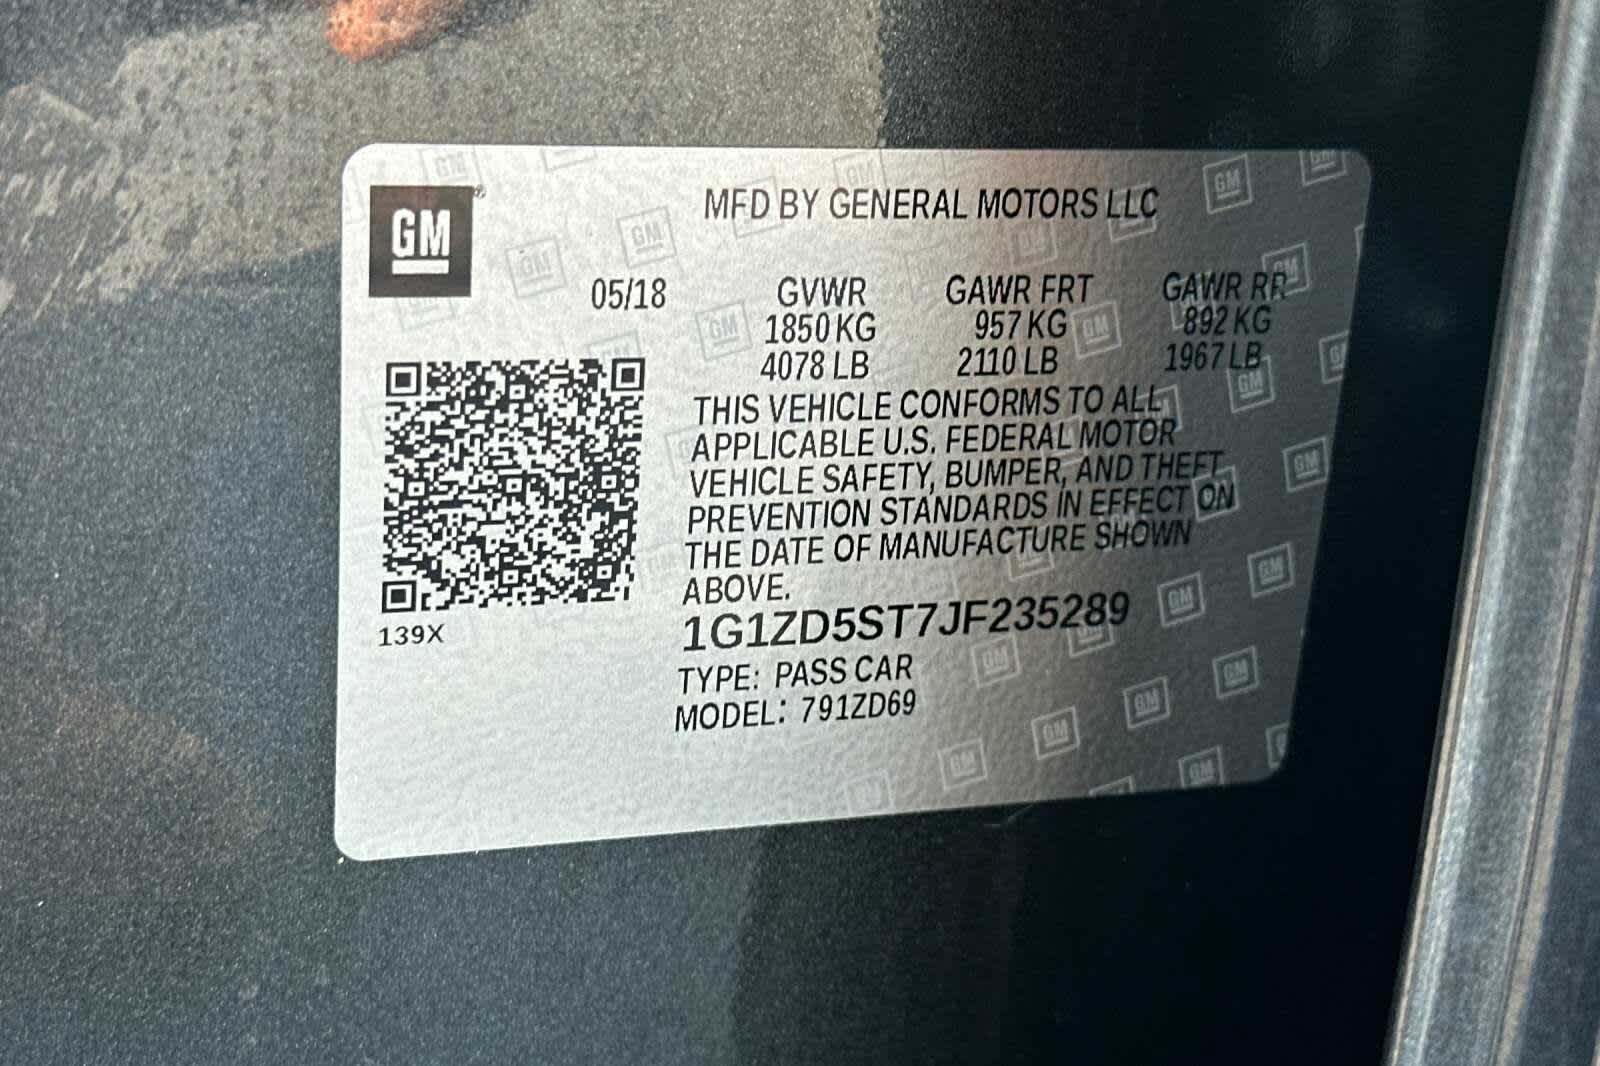 GM
MFD BY GENERAL MOTORS LLC
05/18 GVWR GAWR FRT GAWR RR
1850 KG 957 KG 892 KG
4078 LB 2110 LB 1967 LB
THIS VEHICLE CONFORMS TO ALL
APPLICABLE U.S. FEDERAL MOTOR
VEHICLE SAFETY, BUMPER, AND THEFT
PREVENTION STANDARDS IN EFFECT ON
THE DATE OF MANUFACTURE SHOWN
ABOVE.
1G1ZD5ST7JF235289
139X
TYPE: PASS CAR
MODEL: 791ZD69